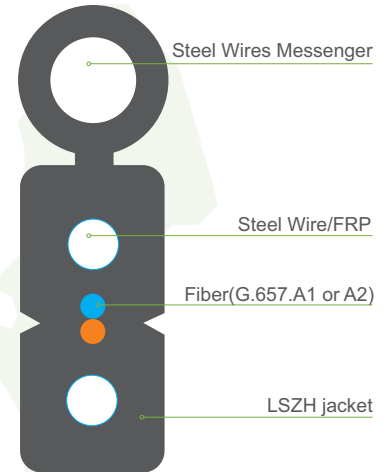 Steel Wires Messenger
Steel Wire/FRP
Fiber(G.657.A1 or A2)
LSZH jacket